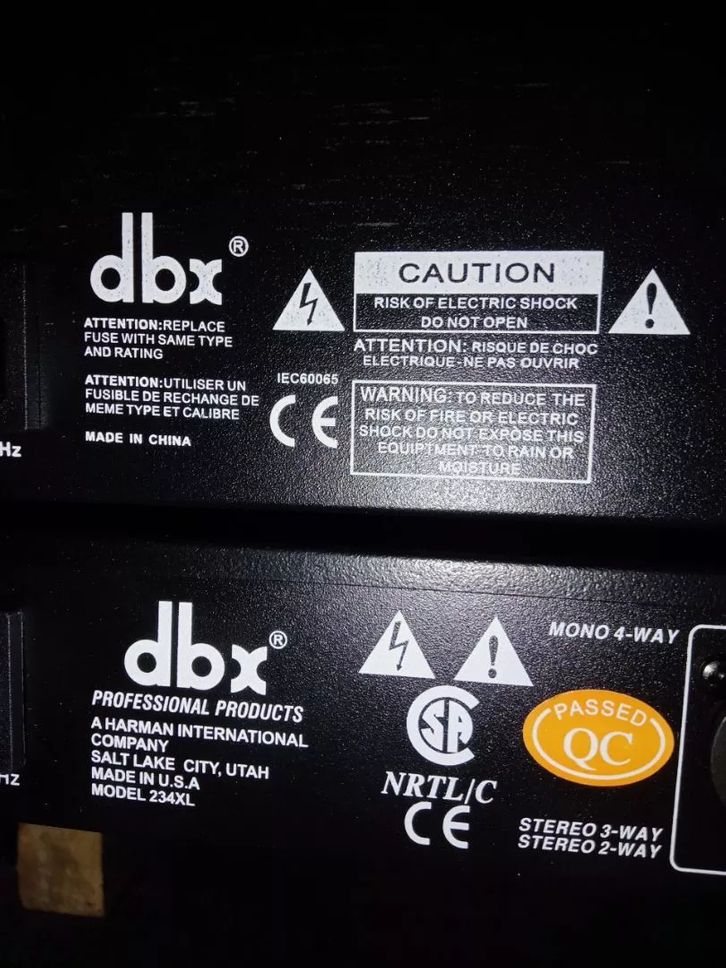 dbx®
ATTENTION:REPLACE
FUSE WITH SAME TYPE
AND RATING
ATTENTION:UTILISER UN
FUSIBLE DE RECHANGE DE
MEME TYPE ET CALIBRE
MADE IN CHINA
Hz
IEC60065
CE
CAUTION
RISK OF ELECTRIC SHOCK
DO NOT OPEN
ATTENTION: RISQUE DE CHOC
ELECTRIQUE-NE PAS OUVRIR
WARNING: TO REDUCE THE
RISK OF FIRE OR ELECTRIC
SHOCK DO NOT EXPOSE THIS
EQUIPTMENT TO RAIN OR
MOISTURE
dbx®
PROFESSIONAL PRODUCTS
A HARMAN INTERNATIONAL
COMPANY
SALT LAKE CITY, UTAH
MADE IN U.S.A
MODEL 234XL
HZ
SA
NRTL/C
CE
MONO 4-WAY
PASSED
QC
STEREO 3-WAY
STEREO 2-WAY